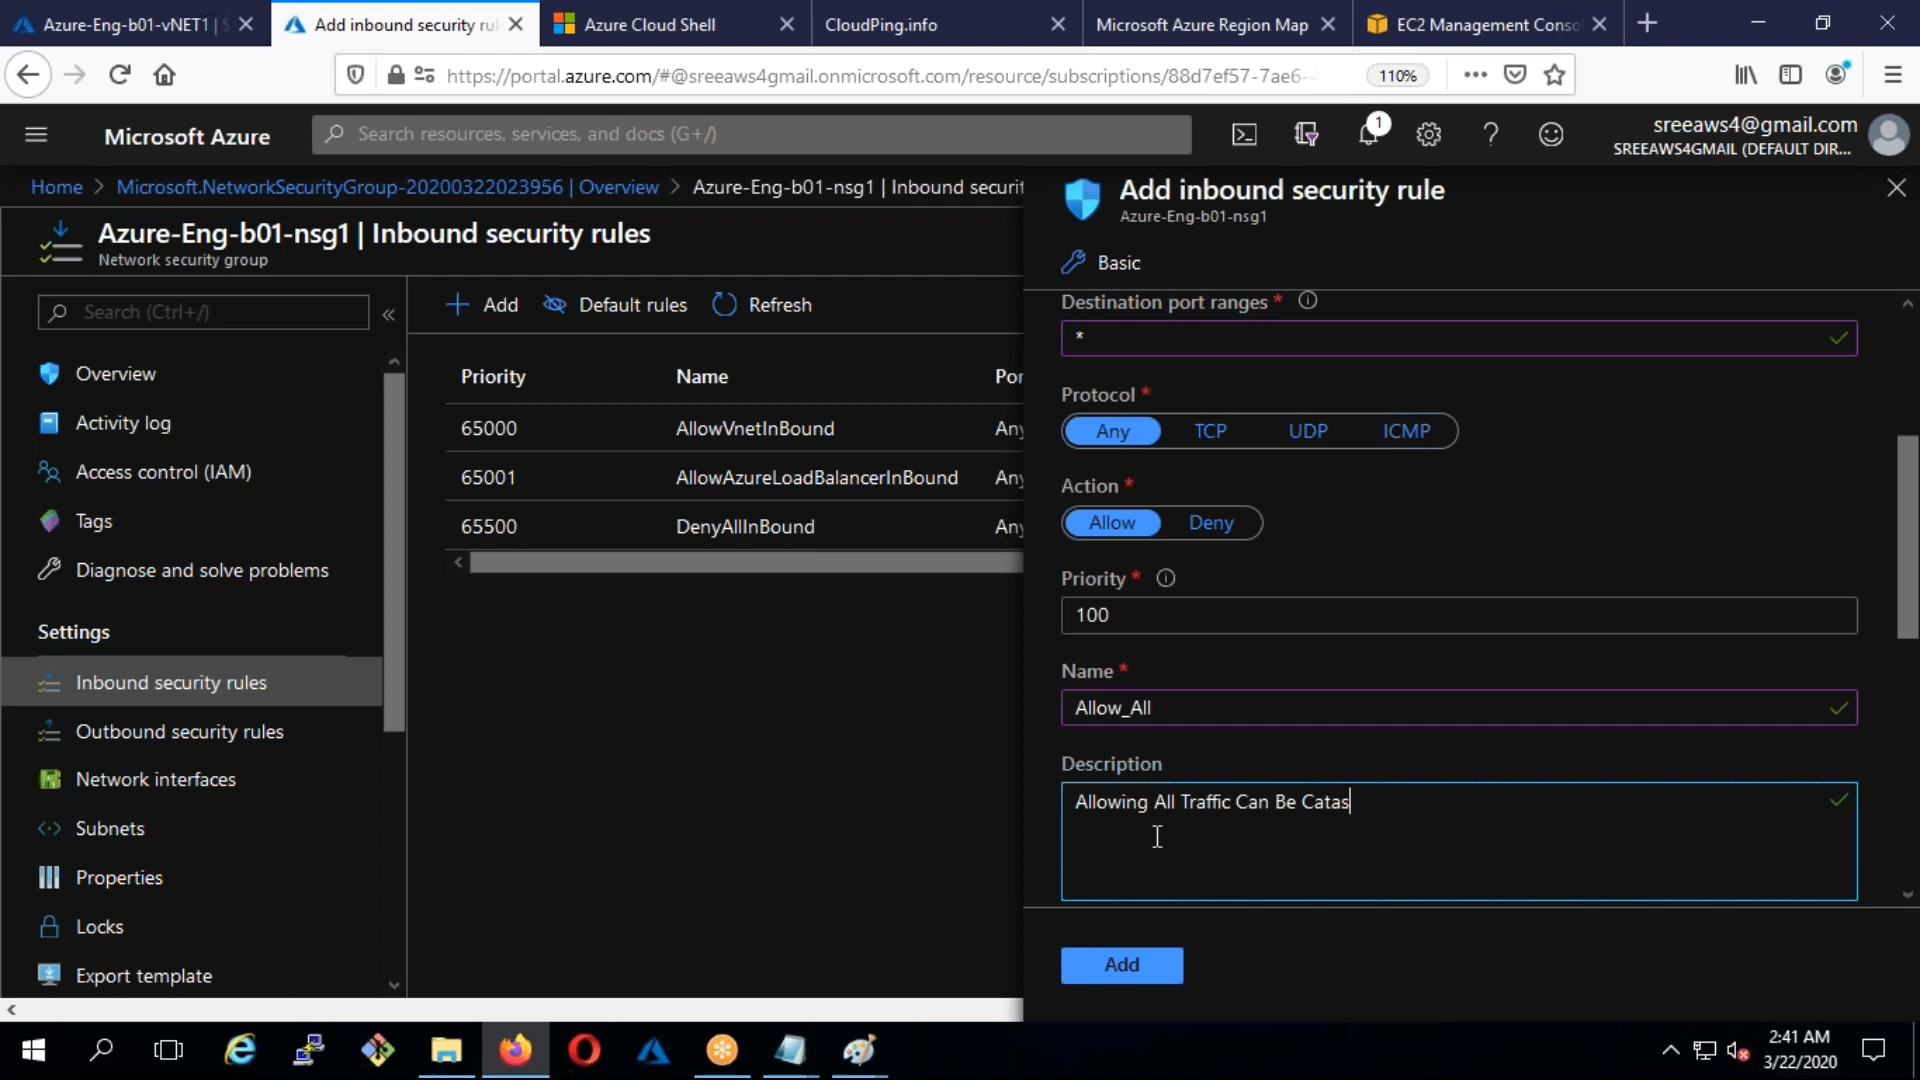 Azure-Eng-b01-vNET1 | S
Add inbound security rul
Azure Cloud Shell
CloudPing.info
Microsoft Azure Region Map
EC2 Management Conso
https://portal.azure.com/#@sreeaws4gmail.onmicrosoft.com/resource/subscriptions/88d7ef57-7ae6-4
110%
Microsoft Azure
Search resources, services, and docs (G+/)
1
sreeaws4@gmail.com
SREEAWS4GMAIL (DEFAULT DIR...
Home > Microsoft.NetworkSecurityGroup-20200322023956 | Overview > Azure-Eng-b01-nsg1 | Inbound securit
Azure-Eng-b01-nsg1 | Inbound security rules
Network security group
Search (Ctrl+/)
Overview
Activity log
Access control (IAM)
Tags
Diagnose and solve problems
Settings
Inbound security rules
Outbound security rules
Network interfaces
Subnets
Properties
Locks
Export template
Add
Default rules
Refresh
Priority Name Por
65000 AllowVnetInBound Any
65001 AllowAzureLoadBalancerInBound Any
65500 DenyAllInBound Any
Add inbound security rule
Azure-Eng-b01-nsg1
Basic
Destination port ranges *
*
Protocol *
Any TCP UDP ICMP
Action *
Allow Deny
Priority *
100
Name *
Allow_All
Description
Allowing All Traffic Can Be Catas
Add
2:41 AM
3/22/2020